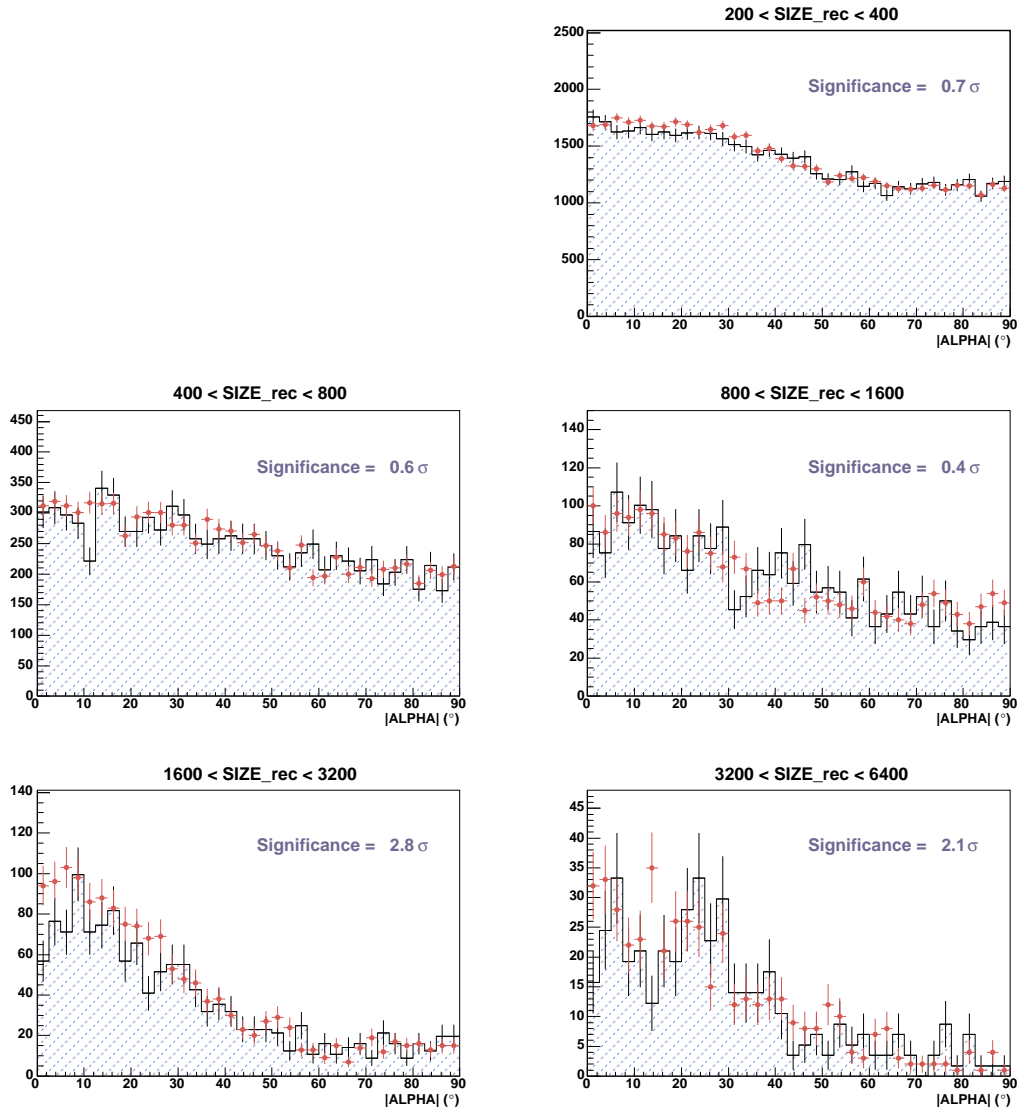 200 < SIZE_rec < 400
2500
2000
1500
1000
500
0
Significance = 0.7 σ
0 10 20 30 40 50 60 70 80 90
|ALPHA| (°)
400 < SIZE_rec < 800
450
400
350
300
250
200
150
100
50
0
Significance = 0.6 σ
0 10 20 30 40 50 60 70 80 90
|ALPHA| (°)
800 < SIZE_rec < 1600
140
120
100
80
60
40
20
0
Significance = 0.4 σ
0 10 20 30 40 50 60 70 80 90
|ALPHA| (°)
1600 < SIZE_rec < 3200
140
120
100
80
60
40
20
0
Significance = 2.8 σ
0 10 20 30 40 50 60 70 80 90
|ALPHA| (°)
3200 < SIZE_rec < 6400
45
40
35
30
25
20
15
10
5
0
Significance = 2.1 σ
0 10 20 30 40 50 60 70 80 90
|ALPHA| (°)